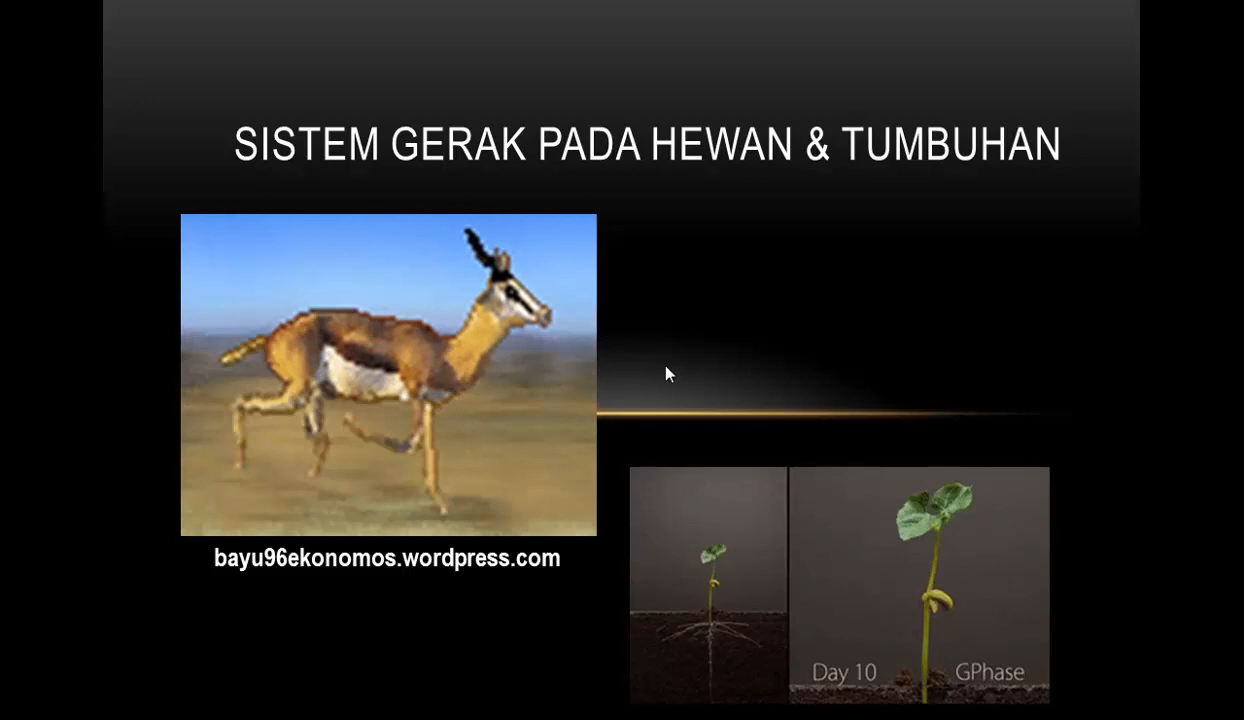 SISTEM GERAK PADA HEWAN & TUMBUHAN
bayu96ekonomos.wordpress.com
Day 10
GPhase